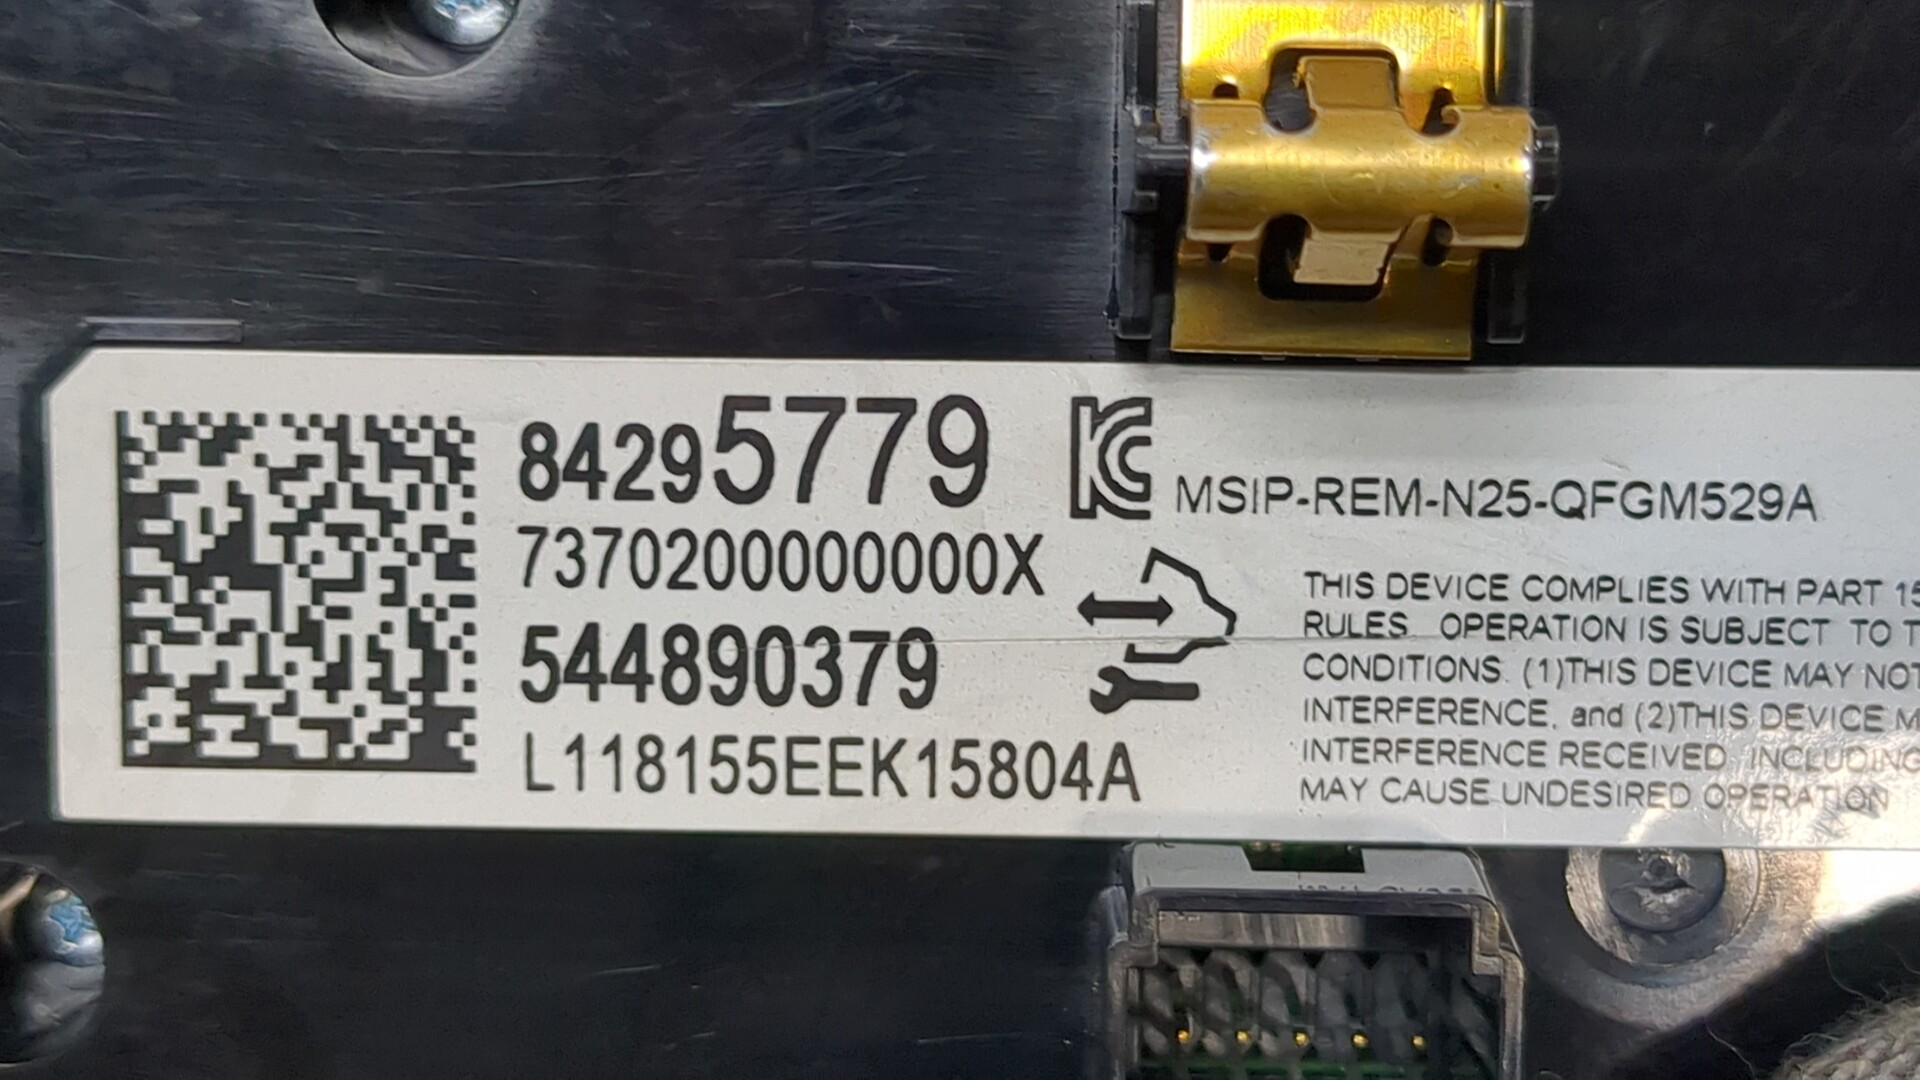 84295779
MSIP-REM-N25-QFGM529A
7370200000000X
544890379
L118155EEK15804A
THIS DEVICE COMPLIES WITH PART 15
RULES OPERATION IS SUBJECT TO T
CONDITIONS. (1)THIS DEVICE MAY NOT
INTERFERENCE, and (2)THIS DEVICE M
INTERFERENCE RECEIVED, INCLUDING
MAY CAUSE UNDESIRED OPERATION